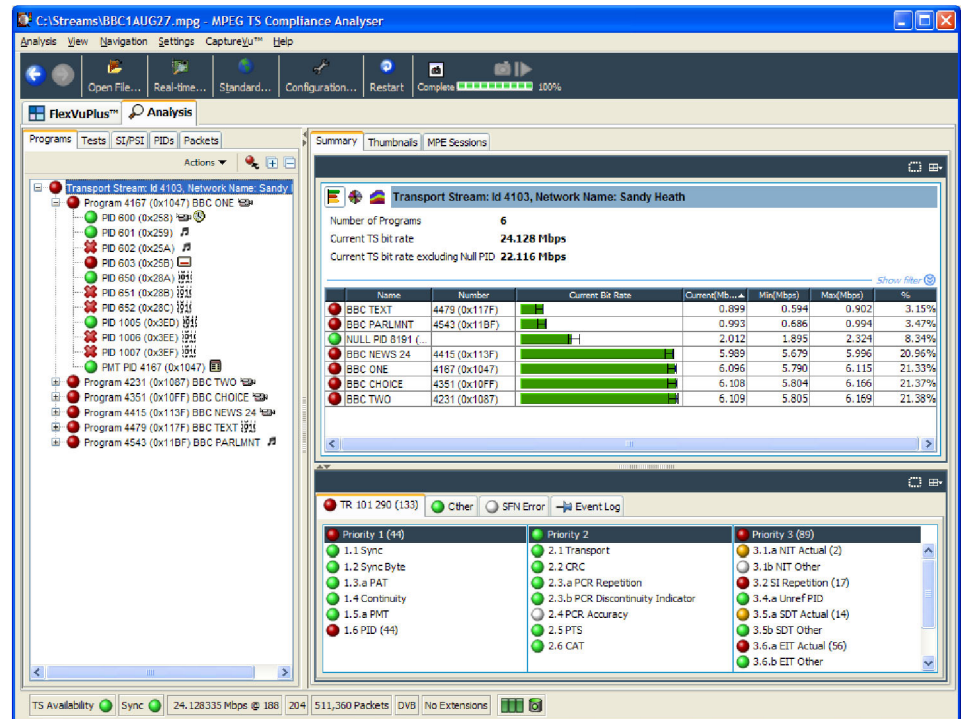 C:\Streams\BBC1AUG27.mpg - MPEG TS Compliance Analyser
Analysis View Navigation Settings CaptureVu™ Help
Open File... Real-time... Standard... Configuration... Restart Complete 100%
FlexVuPlus™ Analysis
Programs Tests SI/PSI PIDs Packets
Actions
Transport Stream: Id 4103, Network Name: Sandy
Program 4167 (0x1047) BBC ONE
PID 600 (0x258)
PID 601 (0x259)
PID 602 (0x25A)
PID 603 (0x25B)
PID 650 (0x28A)
PID 651 (0x28B)
PID 652 (0x28C)
PID 1005 (0x3ED)
PID 1006 (0x3EE)
PID 1007 (0x3EF)
PMT PID 4167 (0x1047)
Program 4231 (0x1087) BBC TWO
Program 4351 (0x10FF) BBC CHOICE
Program 4415 (0x113F) BBC NEWS 24
Program 4479 (0x117F) BBC TEXT
Program 4543 (0x11BF) BBC PARLMNT
Summary Thumbnails MPE Sessions
Transport Stream: Id 4103, Network Name: Sandy Heath
Number of Programs 6
Current TS bit rate 24.128 Mbps
Current TS bit rate excluding Null PID 22.116 Mbps
Show filter
Name Number Current Bit Rate Current(Mb... Min(Mbps) Max(Mbps) %
BBC TEXT 4479 (0x117F) 0.899 0.594 0.902 3.15%
BBC PARLMNT 4543 (0x11BF) 0.993 0.686 0.994 3.47%
NULL PID 8191 (... 2.012 1.895 2.324 8.34%
BBC NEWS 24 4415 (0x113F) 5.989 5.679 5.996 20.96%
BBC ONE 4167 (0x1047) 6.096 5.790 6.115 21.33%
BBC CHOICE 4351 (0x10FF) 6.108 5.804 6.166 21.37%
BBC TWO 4231 (0x1087) 6.109 5.805 6.169 21.38%
TR 101 290 (133) Other SFN Error Event Log
Priority 1 (44)
1.1 Sync
1.2 Sync Byte
1.3.a PAT
1.4 Continuity
1.5.a PMT
1.6 PID (44)
Priority 2
2.1 Transport
2.2 CRC
2.3.a PCR Repetition
2.3.b PCR Discontinuity Indicator
2.4 PCR Accuracy
2.5 PTS
2.6 CAT
Priority 3 (89)
3.1.a NIT Actual (2)
3.1b NIT Other
3.2 SI Repetition (17)
3.4.a Unref PID
3.5.a SDT Actual (14)
3.5b SDT Other
3.6.a EIT Actual (56)
3.6.b EIT Other
TS Availability Sync 24.128335 Mbps @ 188 204 511,360 Packets DVB No Extensions